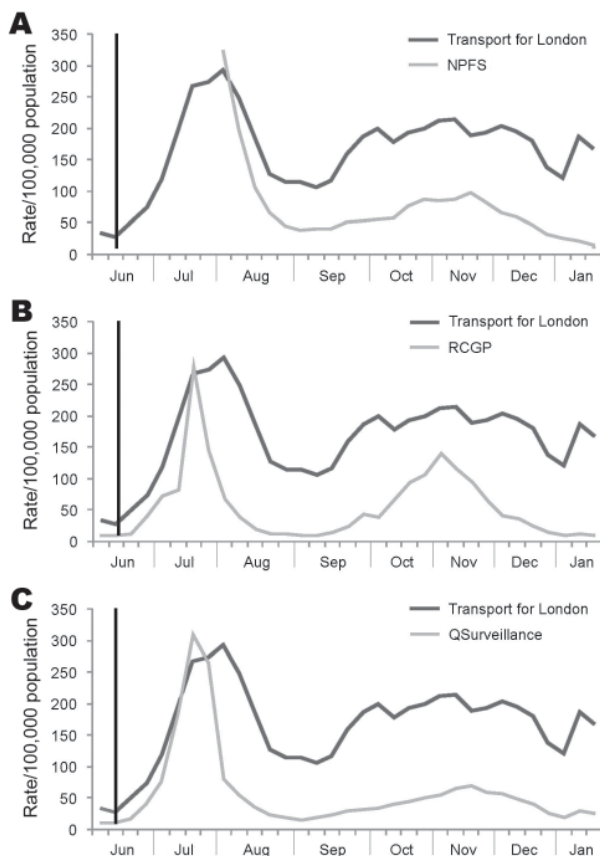 A
Rate/100,000 population
350
300
250
200
150
100
50
0
Transport for London
NPFS
Jun Jul Aug Sep Oct Nov Dec Jan
B
Rate/100,000 population
350
300
250
200
150
100
50
0
Transport for London
RCGP
Jun Jul Aug Sep Oct Nov Dec Jan
C
Rate/100,000 population
350
300
250
200
150
100
50
0
Transport for London
QSurveillance
Jun Jul Aug Sep Oct Nov Dec Jan